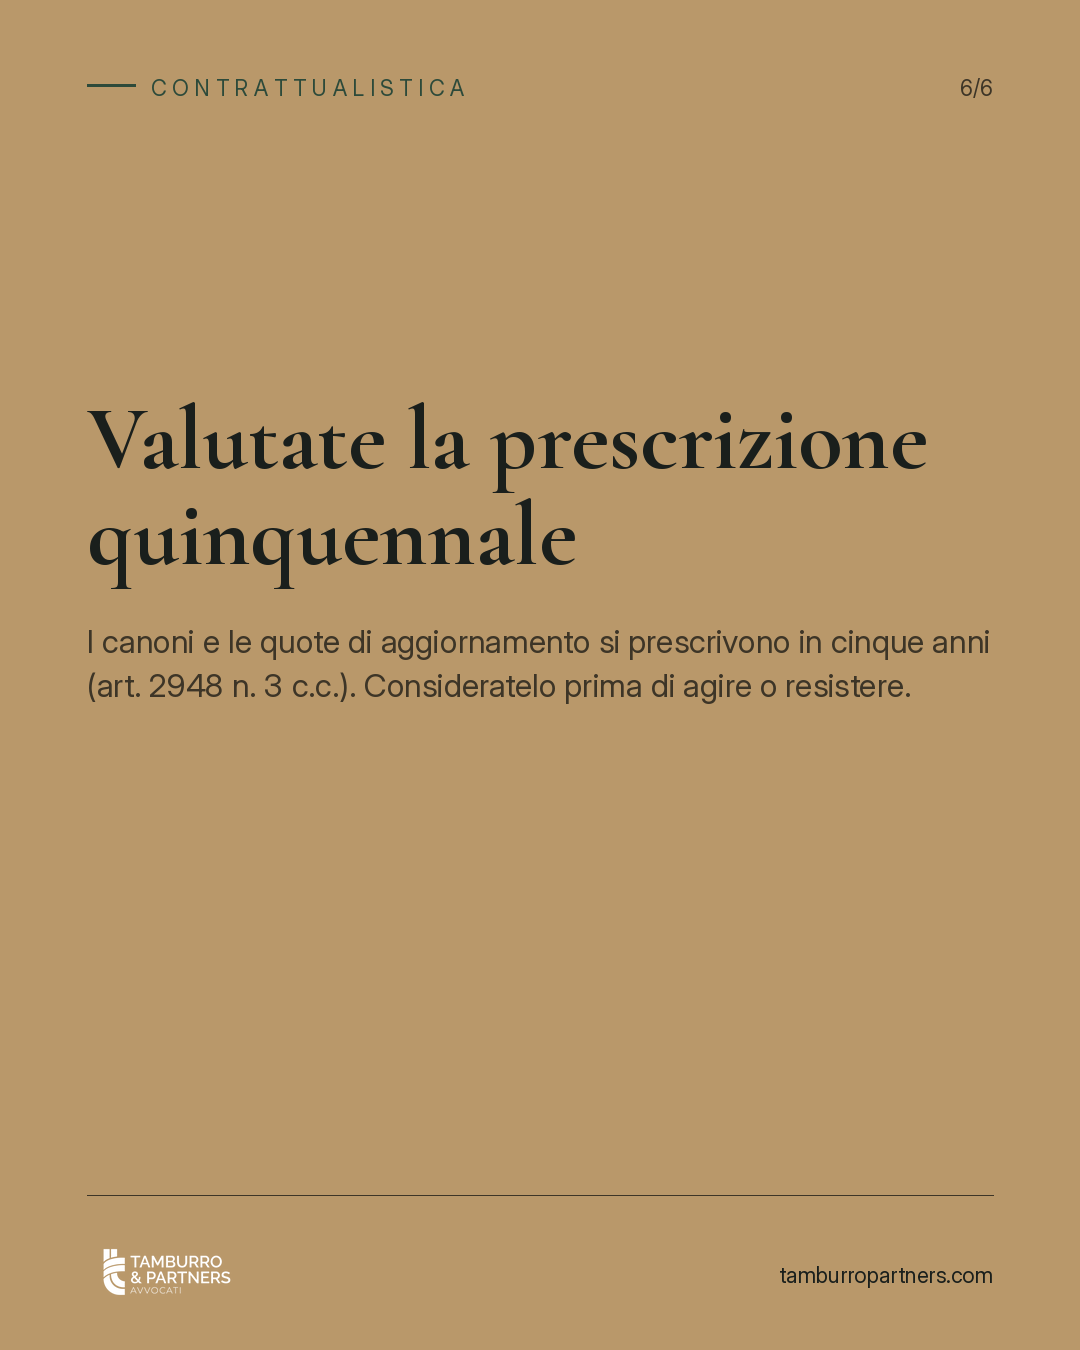 CONTRATTUALISTICA
6/6
Valutate la prescrizione
quinquennale
I canoni e le quote di aggiornamento si prescrivono in cinque anni
(art. 2948 n. 3 c.c.). Consideratelo prima di agire o resistere.
TAMBURRO
& PARTNERS
AVVOCATI
tamburropartners.com